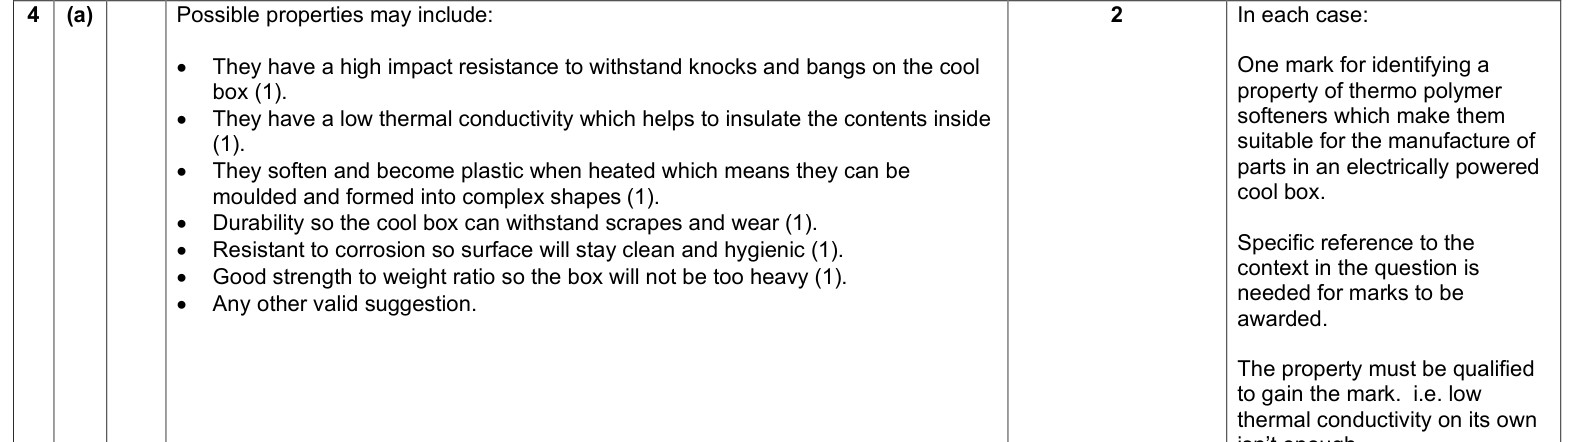 4 (a) Possible properties may include: 2 In each case:
• They have a high impact resistance to withstand knocks and bangs on the cool
box (1).
• They have a low thermal conductivity which helps to insulate the contents inside
(1).
• They soften and become plastic when heated which means they can be
moulded and formed into complex shapes (1).
• Durability so the cool box can withstand scrapes and wear (1).
• Resistant to corrosion so surface will stay clean and hygienic (1).
• Good strength to weight ratio so the box will not be too heavy (1).
• Any other valid suggestion.
One mark for identifying a
property of thermo polymer
softeners which make them
suitable for the manufacture of
parts in an electrically powered
cool box.
Specific reference to the
context in the question is
needed for marks to be
awarded.
The property must be qualified
to gain the mark. i.e. low
thermal conductivity on its own
isn't enough